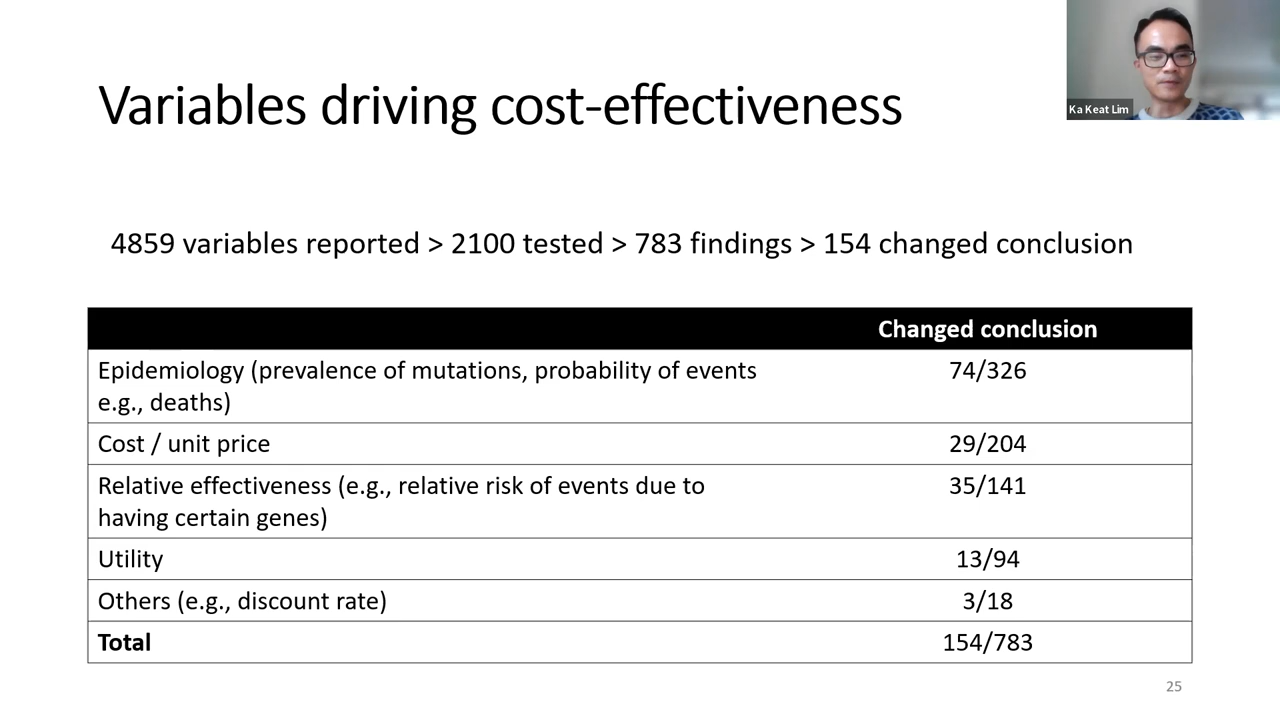 Ka Keat Lim
Variables driving cost-effectiveness
4859 variables reported > 2100 tested > 783 findings > 154 changed conclusion
Changed conclusion
Epidemiology (prevalence of mutations, probability of events
e.g., deaths)
74/326
Cost / unit price
29/204
Relative effectiveness (e.g., relative risk of events due to
having certain genes)
35/141
Utility
13/94
Others (e.g., discount rate)
3/18
Total
154/783
25